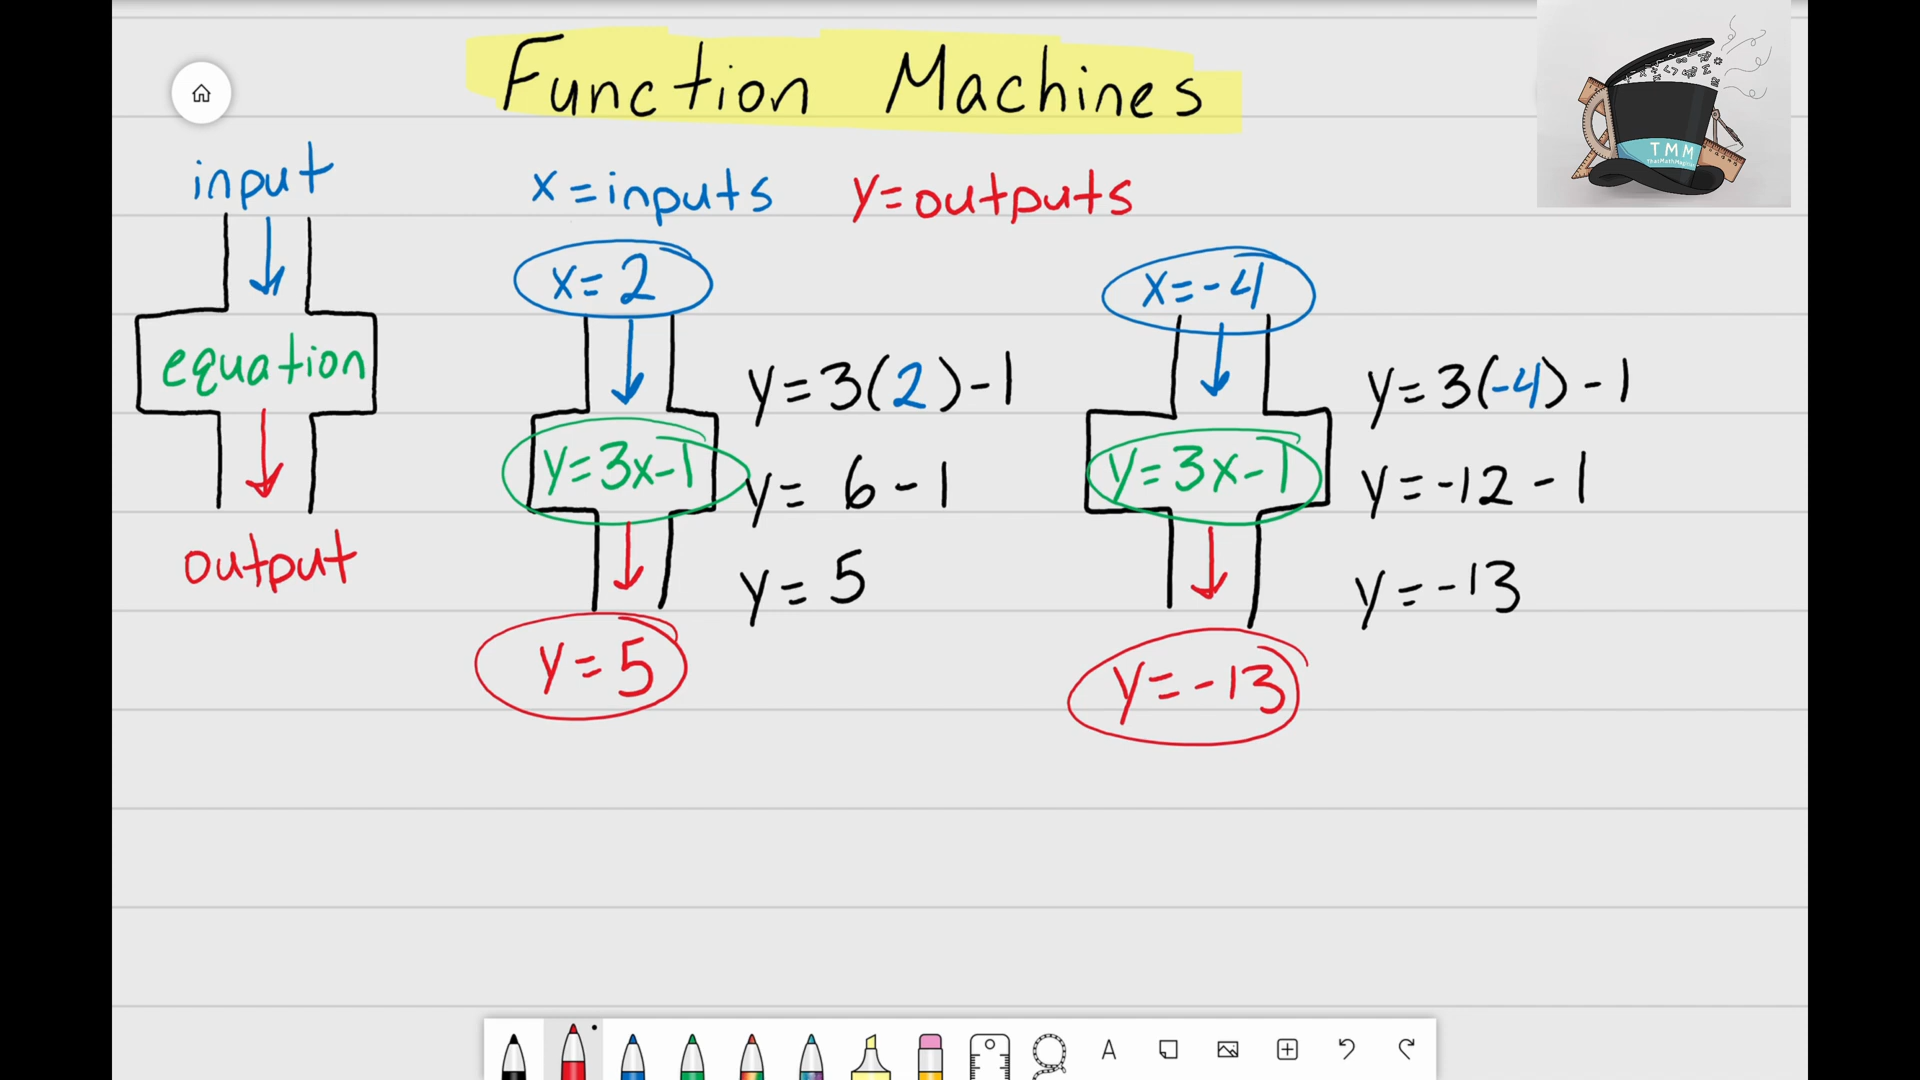 Function Machines
TMM
ThatMathMagician
input
x=inputs
y=outputs
equation
output
x=2
y=3x-1
y=5
y=3(2)-1
y= 6-1
y=5
x=-4
y=3x-1
y=-13
y=3(-4)-1
y=-12-1
y=-13
A